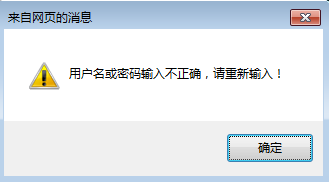 来自网页的消息
用户名或密码输入不正确，请重新输入！
确定